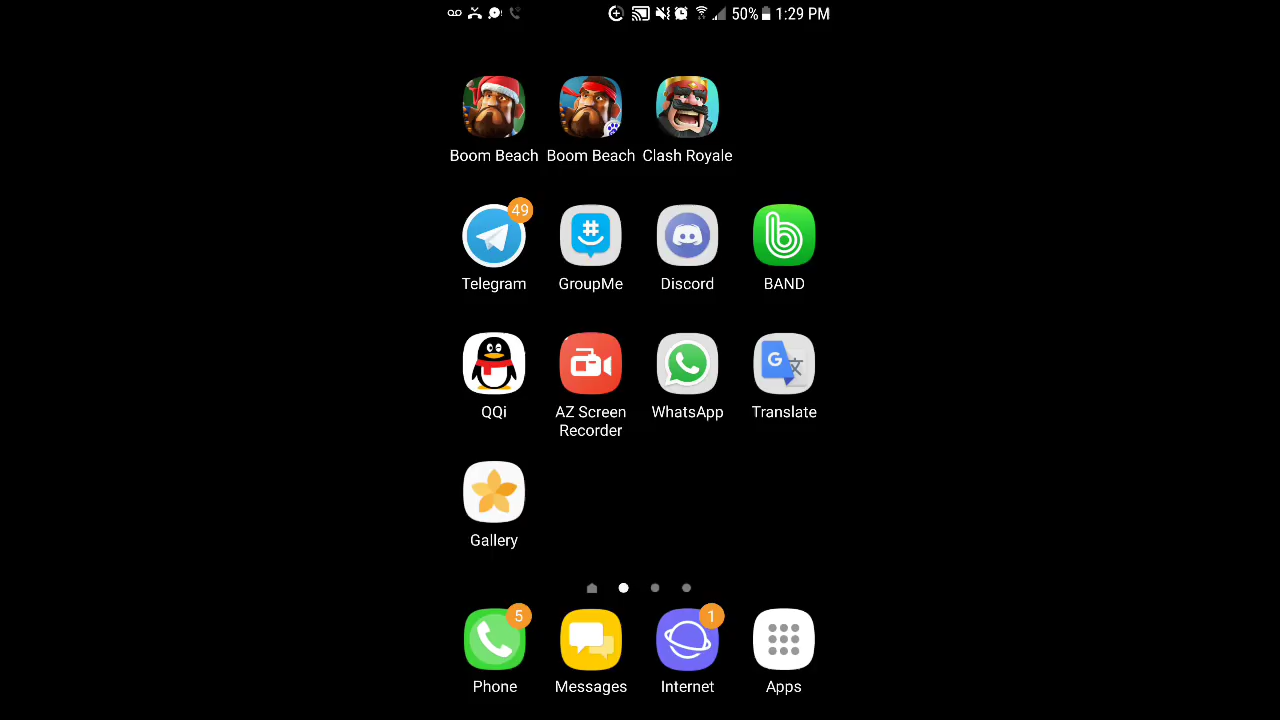 50% 1:29 PM
Boom Beach Boom Beach Clash Royale
49
Telegram GroupMe Discord BAND
QQi AZ Screen WhatsApp Translate
Recorder
Gallery
5 1
Phone Messages Internet Apps